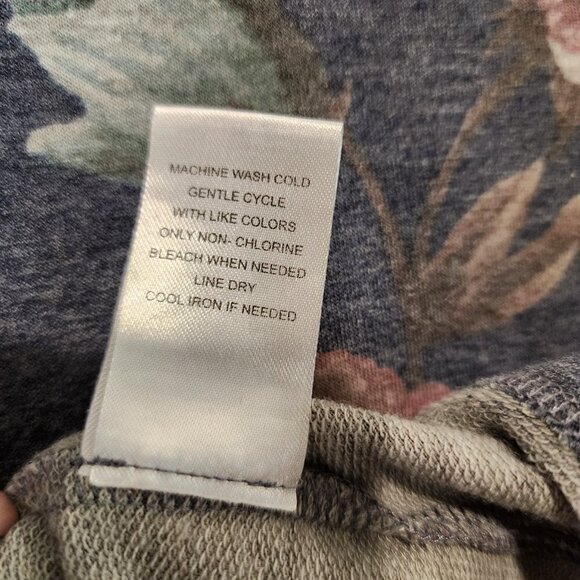 MACHINE WASH COLD
GENTLE CYCLE
WITH LIKE COLORS
ONLY NON- CHLORINE
BLEACH WHEN NEEDED
LINE DRY
COOL IRON IF NEEDED